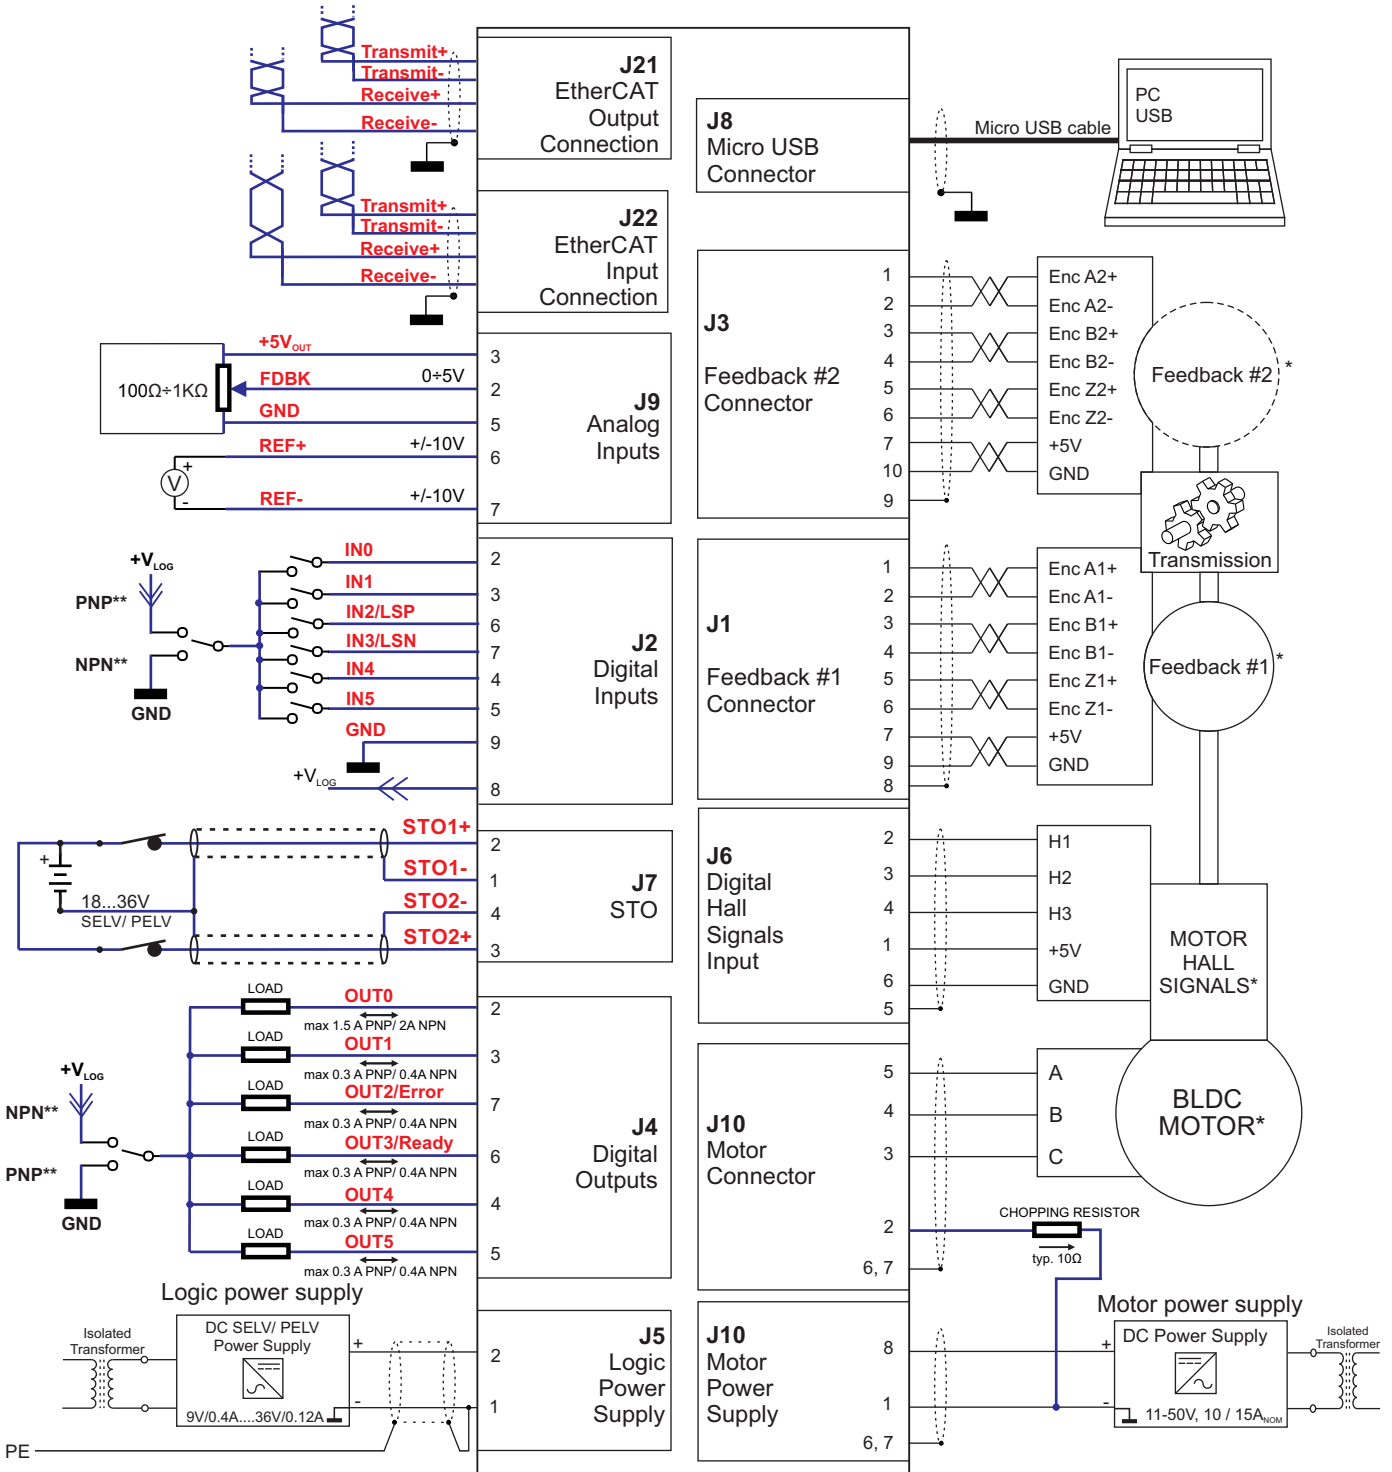 Transmit+
Transmit-
Receive+
Receive-
J21
EtherCAT
Output
Connection
Transmit+
Transmit-
Receive+
Receive-
J22
EtherCAT
Input
Connection
J8
Micro USB
Connector
Micro USB cable
PC
USB
100Ω÷1KΩ
+5VOUT
3
FDBK
0÷5V
2
GND
5
REF+
+/-10V
6
V
+
-
REF-
+/-10V
7
J9
Analog
Inputs
J3
Feedback #2
Connector
1
Enc A2+
2
Enc A2-
3
Enc B2+
4
Enc B2-
5
Enc Z2+
6
Enc Z2-
7
+5V
10
GND
9
Feedback #2
*
Transmission
+VLOG
PNP**
NPN**
GND
IN0
2
IN1
3
IN2/LSP
6
IN3/LSN
7
IN4
4
IN5
5
GND
9
+VLOG
8
J2
Digital
Inputs
J1
Feedback #1
Connector
1
Enc A1+
2
Enc A1-
3
Enc B1+
4
Enc B1-
5
Enc Z1+
6
Enc Z1-
7
+5V
9
GND
8
Feedback #1
*
+
18...36V
SELV/ PELV
STO1+
2
STO1-
1
STO2-
4
STO2+
3
J7
STO
J6
Digital
Hall
Signals
Input
2
H1
3
H2
4
H3
1
+5V
6
GND
5
MOTOR
HALL
SIGNALS*
+VLOG
NPN**
PNP**
GND
LOAD
OUT0
2
max 1.5 A PNP/ 2A NPN
LOAD
OUT1
3
max 0.3 A PNP/ 0.4A NPN
LOAD
OUT2/Error
7
max 0.3 A PNP/ 0.4A NPN
LOAD
OUT3/Ready
6
max 0.3 A PNP/ 0.4A NPN
LOAD
OUT4
4
max 0.3 A PNP/ 0.4A NPN
LOAD
OUT5
5
max 0.3 A PNP/ 0.4A NPN
J4
Digital
Outputs
J10
Motor
Connector
5
A
4
B
3
C
2
6, 7
BLDC
MOTOR*
CHOPPING RESISTOR
typ. 10Ω
Logic power supply
Isolated
Transformer
DC SELV/ PELV
Power Supply
9V/0.4A....36V/0.12A
+
-
2
1
PE
J5
Logic
Power
Supply
J10
Motor
Power
Supply
8
1
6, 7
Motor power supply
DC Power Supply
+
-
11-50V, 10 / 15ANOM
Isolated
Transformer